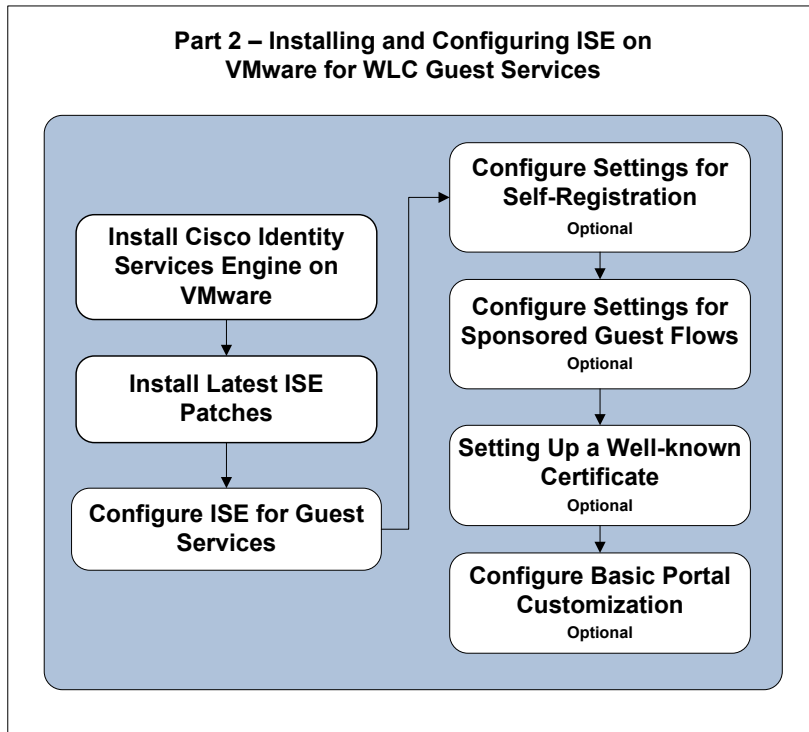 Part 2 – Installing and Configuring ISE on
VMware for WLC Guest Services
Install Cisco Identity
Services Engine on
VMware
Install Latest ISE
Patches
Configure ISE for Guest
Services
Configure Settings for
Self-Registration
Optional
Configure Settings for
Sponsored Guest Flows
Optional
Setting Up a Well-known
Certificate
Optional
Configure Basic Portal
Customization
Optional